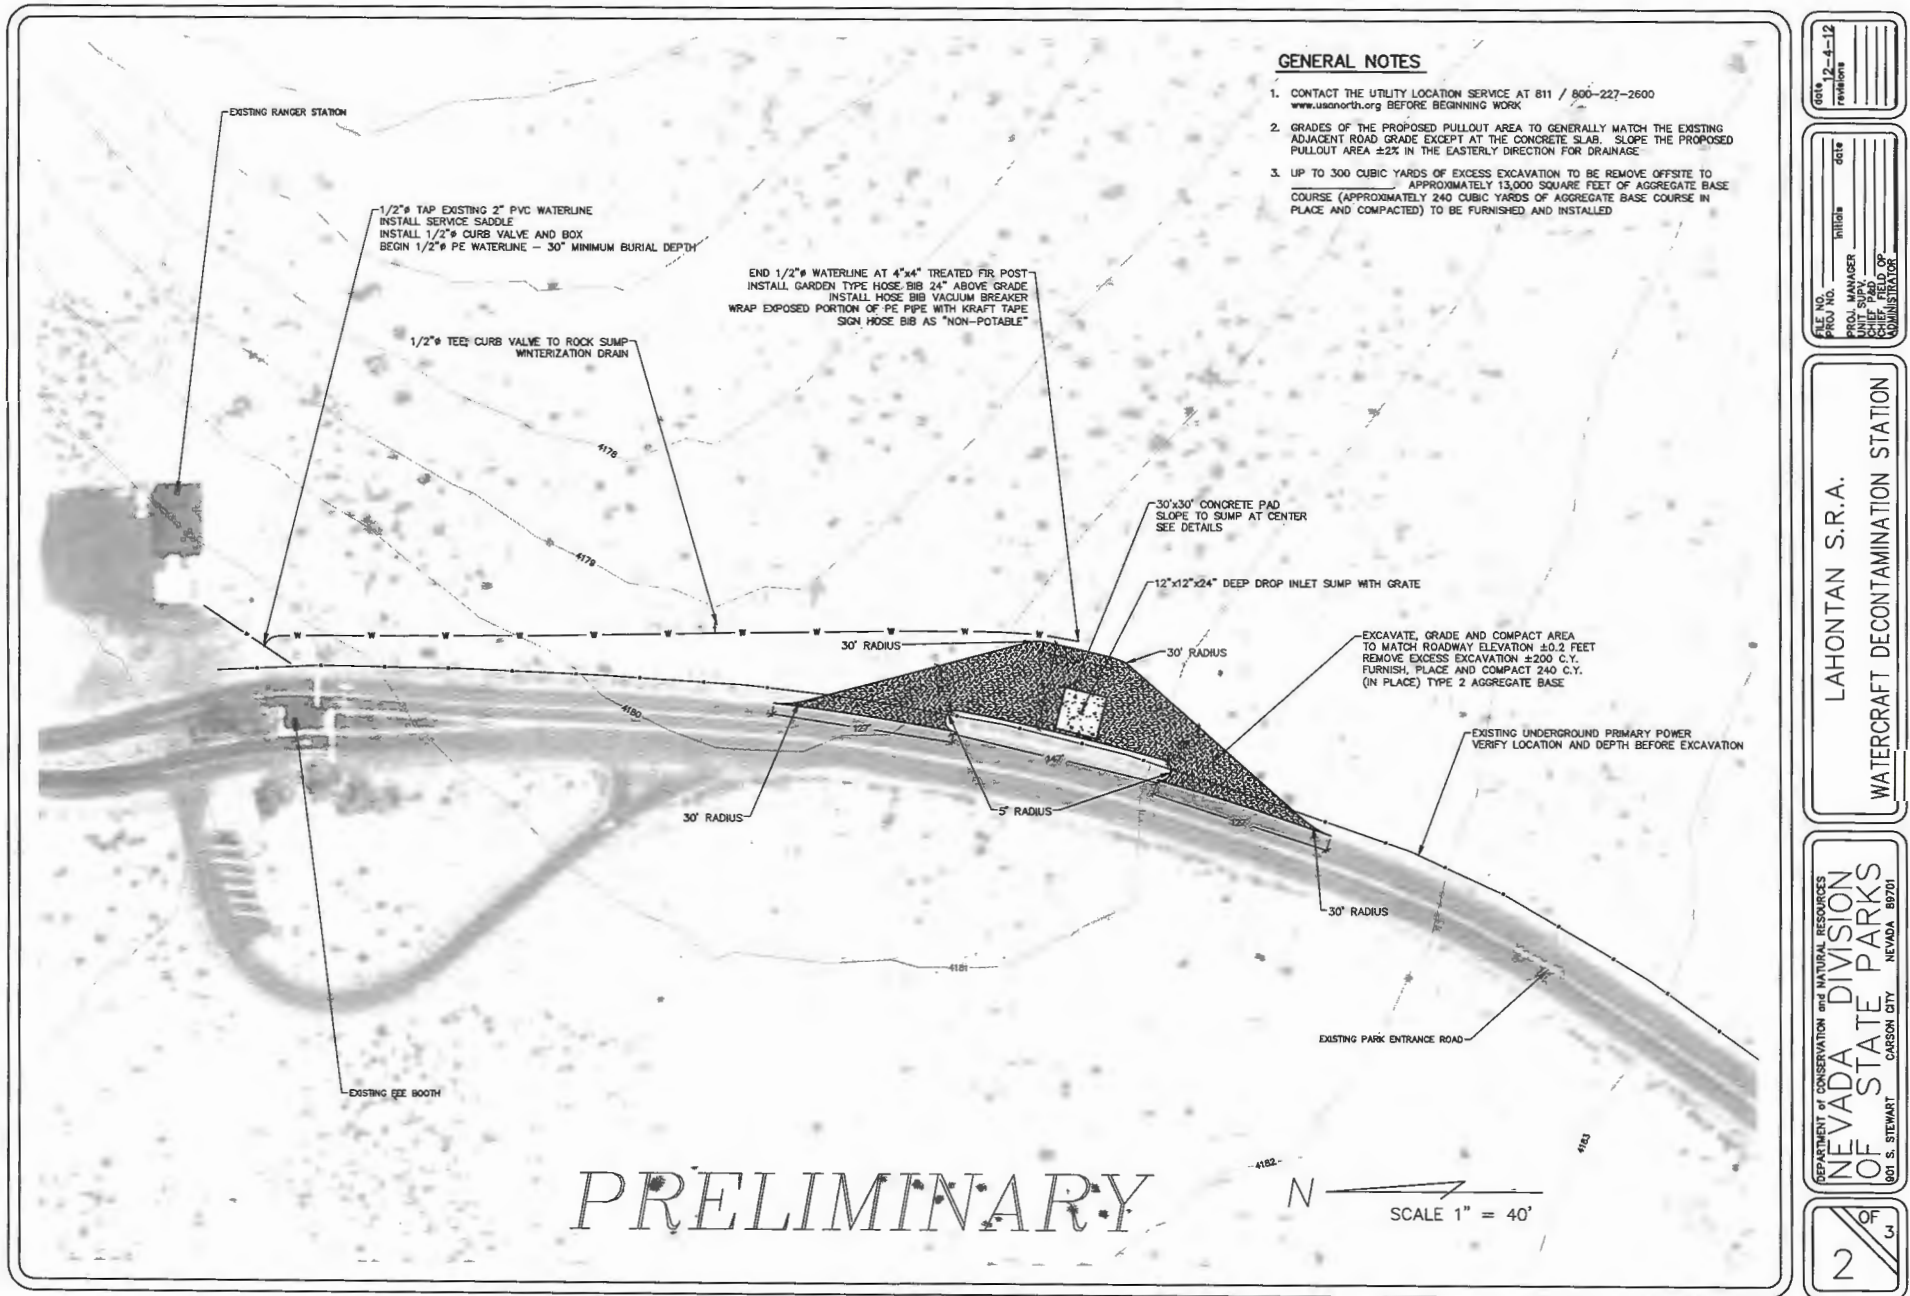 GENERAL NOTES
1. CONTACT THE UTILITY LOCATION SERVICE AT 811 / 800-227-2600
www.usanorth.org BEFORE BEGINNING WORK
2. GRADES OF THE PROPOSED PULLOUT AREA TO GENERALLY MATCH THE EXISTING
ADJACENT ROAD GRADE EXCEPT AT THE CONCRETE SLAB. SLOPE THE PROPOSED
PULLOUT AREA ±2% IN THE EASTERLY DIRECTION FOR DRAINAGE
3. UP TO 300 CUBIC YARDS OF EXCESS EXCAVATION TO BE REMOVE OFFSITE TO
____________. APPROXIMATELY 13,000 SQUARE FEET OF AGGREGATE BASE
COURSE (APPROXIMATELY 240 CUBIC YARDS OF AGGREGATE BASE COURSE IN
PLACE AND COMPACTED) TO BE FURNISHED AND INSTALLED
EXISTING RANGER STATION
1/2"ø TAP EXISTING 2" PVC WATERLINE
INSTALL SERVICE SADDLE
INSTALL 1/2"ø CURB VALVE AND BOX
BEGIN 1/2"ø PE WATERLINE - 30" MINIMUM BURIAL DEPTH
END 1/2"ø WATERLINE AT 4"x4" TREATED FIR POST
INSTALL GARDEN TYPE HOSE BIB 24" ABOVE GRADE
INSTALL HOSE BIB VACUUM BREAKER
WRAP EXPOSED PORTION OF PE PIPE WITH KRAFT TAPE
SIGN HOSE BIB AS "NON-POTABLE"
1/2"ø TEE; CURB VALVE TO ROCK SUMP
WINTERIZATION DRAIN
4178
4179
30'x30' CONCRETE PAD
SLOPE TO SUMP AT CENTER
SEE DETAILS
12"x12"x24" DEEP DROP INLET SUMP WITH GRATE
W W W W W W W W W W W
30' RADIUS
30' RADIUS
EXCAVATE, GRADE AND COMPACT AREA
TO MATCH ROADWAY ELEVATION ±0.2 FEET
REMOVE EXCESS EXCAVATION ±200 C.Y.
FURNISH, PLACE AND COMPACT 240 C.Y.
(IN PLACE) TYPE 2 AGGREGATE BASE
4180
127'
147'
EXISTING UNDERGROUND PRIMARY POWER
VERIFY LOCATION AND DEPTH BEFORE EXCAVATION
30' RADIUS
5' RADIUS
30' RADIUS
4181
EXISTING PARK ENTRANCE ROAD
EXISTING FEE BOOTH
4182
4183
PRELIMINARY
N
SCALE 1" = 40'
date
12-4-12
revisions
FILE NO.
PROJ NO.
initials
date
PROJ. MANAGER
UNIT SUPV.
CHIEF P&D
CHIEF, FIELD OP.
ADMINISTRATOR
LAHONTAN S.R.A.
WATERCRAFT DECONTAMINATION STATION
DEPARTMENT of CONSERVATION and NATURAL RESOURCES
NEVADA DIVISION
OF STATE PARKS
901 S. STEWART CARSON CITY NEVADA 89701
2 OF 3